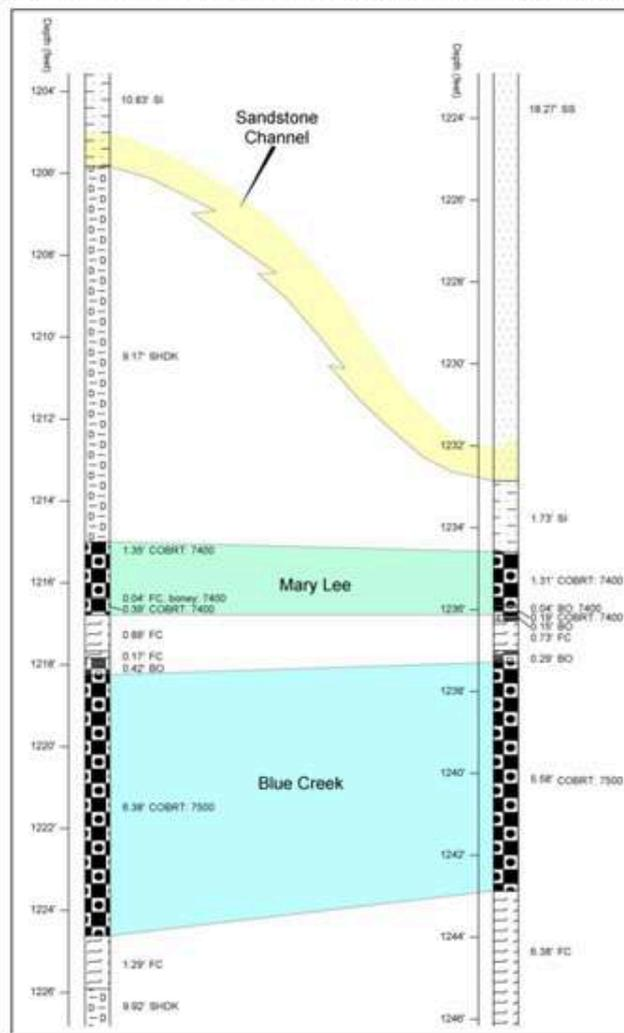 Depth (feet)
1204'
1206'
1208'
1210'
1212'
1214'
1216'
1218'
1220'
1222'
1224'
1226'
10.83' SI
9.17' SHDK
1.35' COBRT: 7400
0.04' FC, boney: 7400
0.39' COBRT: 7400
0.88' FC
0.17' FC
0.42' BO
6.38' COBRT: 7500
1.29' FC
9.92' SHDK
Sandstone
Channel
Mary Lee
Blue Creek
Depth (feet)
1224'
1226'
1228'
1230'
1232'
1234'
1236'
1238'
1240'
1242'
1244'
1246'
18.27' SS
1.73' SI
1.31' COBRT: 7400
0.04' BO, 7400
0.19' COBRT: 7400
0.15' BO
0.73' FC
0.29' BO
5.58' COBRT: 7500
6.38' FC